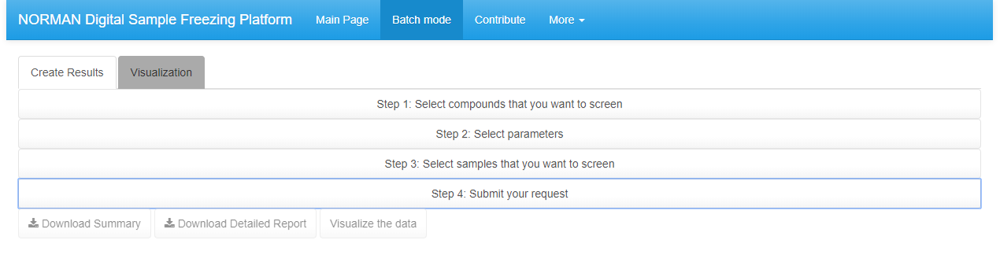 NORMAN Digital Sample Freezing Platform Main Page Batch mode Contribute More
Create Results Visualization
Step 1: Select compounds that you want to screen
Step 2: Select parameters
Step 3: Select samples that you want to screen
Step 4: Submit your request
Download Summary Download Detailed Report Visualize the data